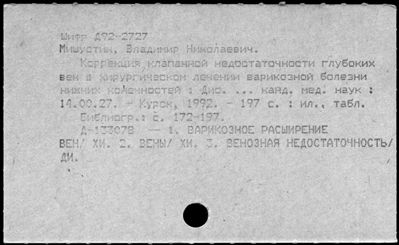 Шифр Д92-2727
Мишустин, Владимир Николаевич.
Коррекция клапанной недостаточности глубоких
вен в хирургическом лечении варикозной болезни
нижних конечностей : Дис. ... канд. мед. наук :
14.00.27. - Курск, 1992. - 197 с. : ил., табл.
Библиогр.: с. 172-197.
Д-133078 -- 1. ВАРИКОЗНОЕ РАСШИРЕНИЕ
ВЕН/ ХИ. 2. ВЕНЫ/ ХИ. 3. ВЕНОЗНАЯ НЕДОСТАТОЧНОСТЬ/
ДИ.